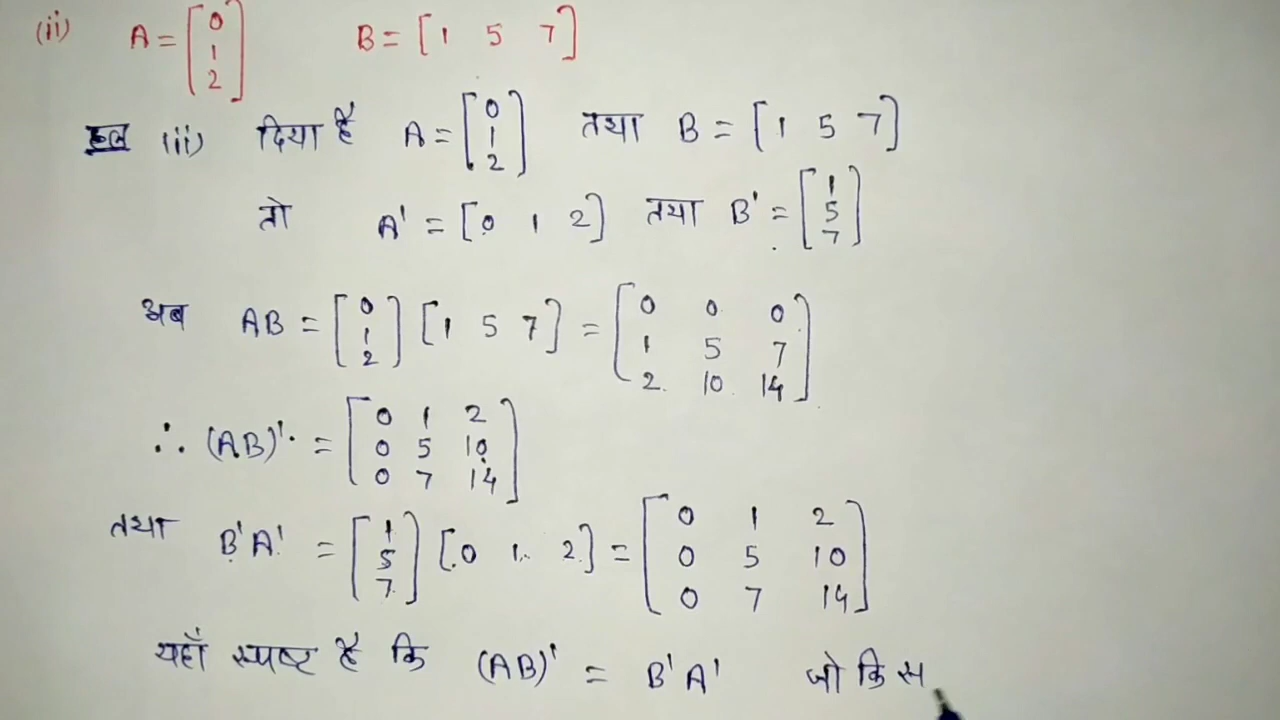 (ii) A = [0 1 2] B = [1 5 7]
हल (ii) दिया है A = [0 1 2] तथा B = [1 5 7]
तो A' = [0 1 2] तथा B' = [1 5 7]
अब AB = [0 1 2] [1 5 7] = [0 0 0 1 5 7 2 10 14]
∴ (AB)' = [0 1 2 0 5 10 0 7 14]
तथा B'A' = [1 5 7] [0 1 2] = [0 1 2 0 5 10 0 7 14]
यहाँ स्पष्ट है कि (AB)' = B'A' जो कि स